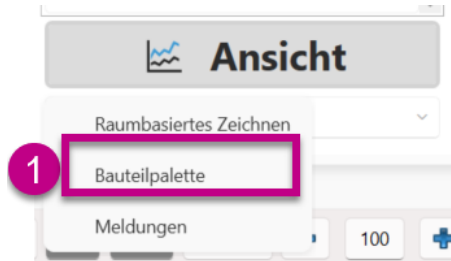 Ansicht
Raumbasiertes Zeichnen
1
Bauteilpalette
Meldungen
100